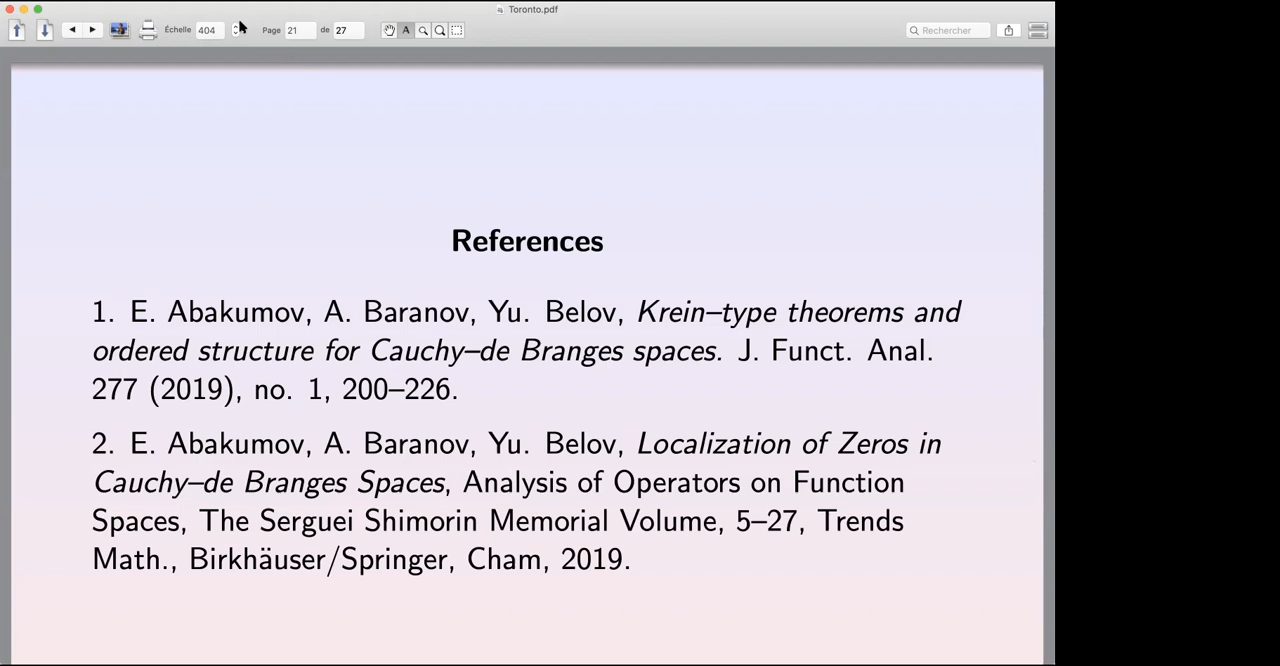 Toronto.pdf
Échelle 404 Page 21 de 27 A Rechercher
References
1. E. Abakumov, A. Baranov, Yu. Belov, Krein–type theorems and
ordered structure for Cauchy–de Branges spaces. J. Funct. Anal.
277 (2019), no. 1, 200–226.
2. E. Abakumov, A. Baranov, Yu. Belov, Localization of Zeros in
Cauchy–de Branges Spaces, Analysis of Operators on Function
Spaces, The Serguei Shimorin Memorial Volume, 5–27, Trends
Math., Birkhäuser/Springer, Cham, 2019.